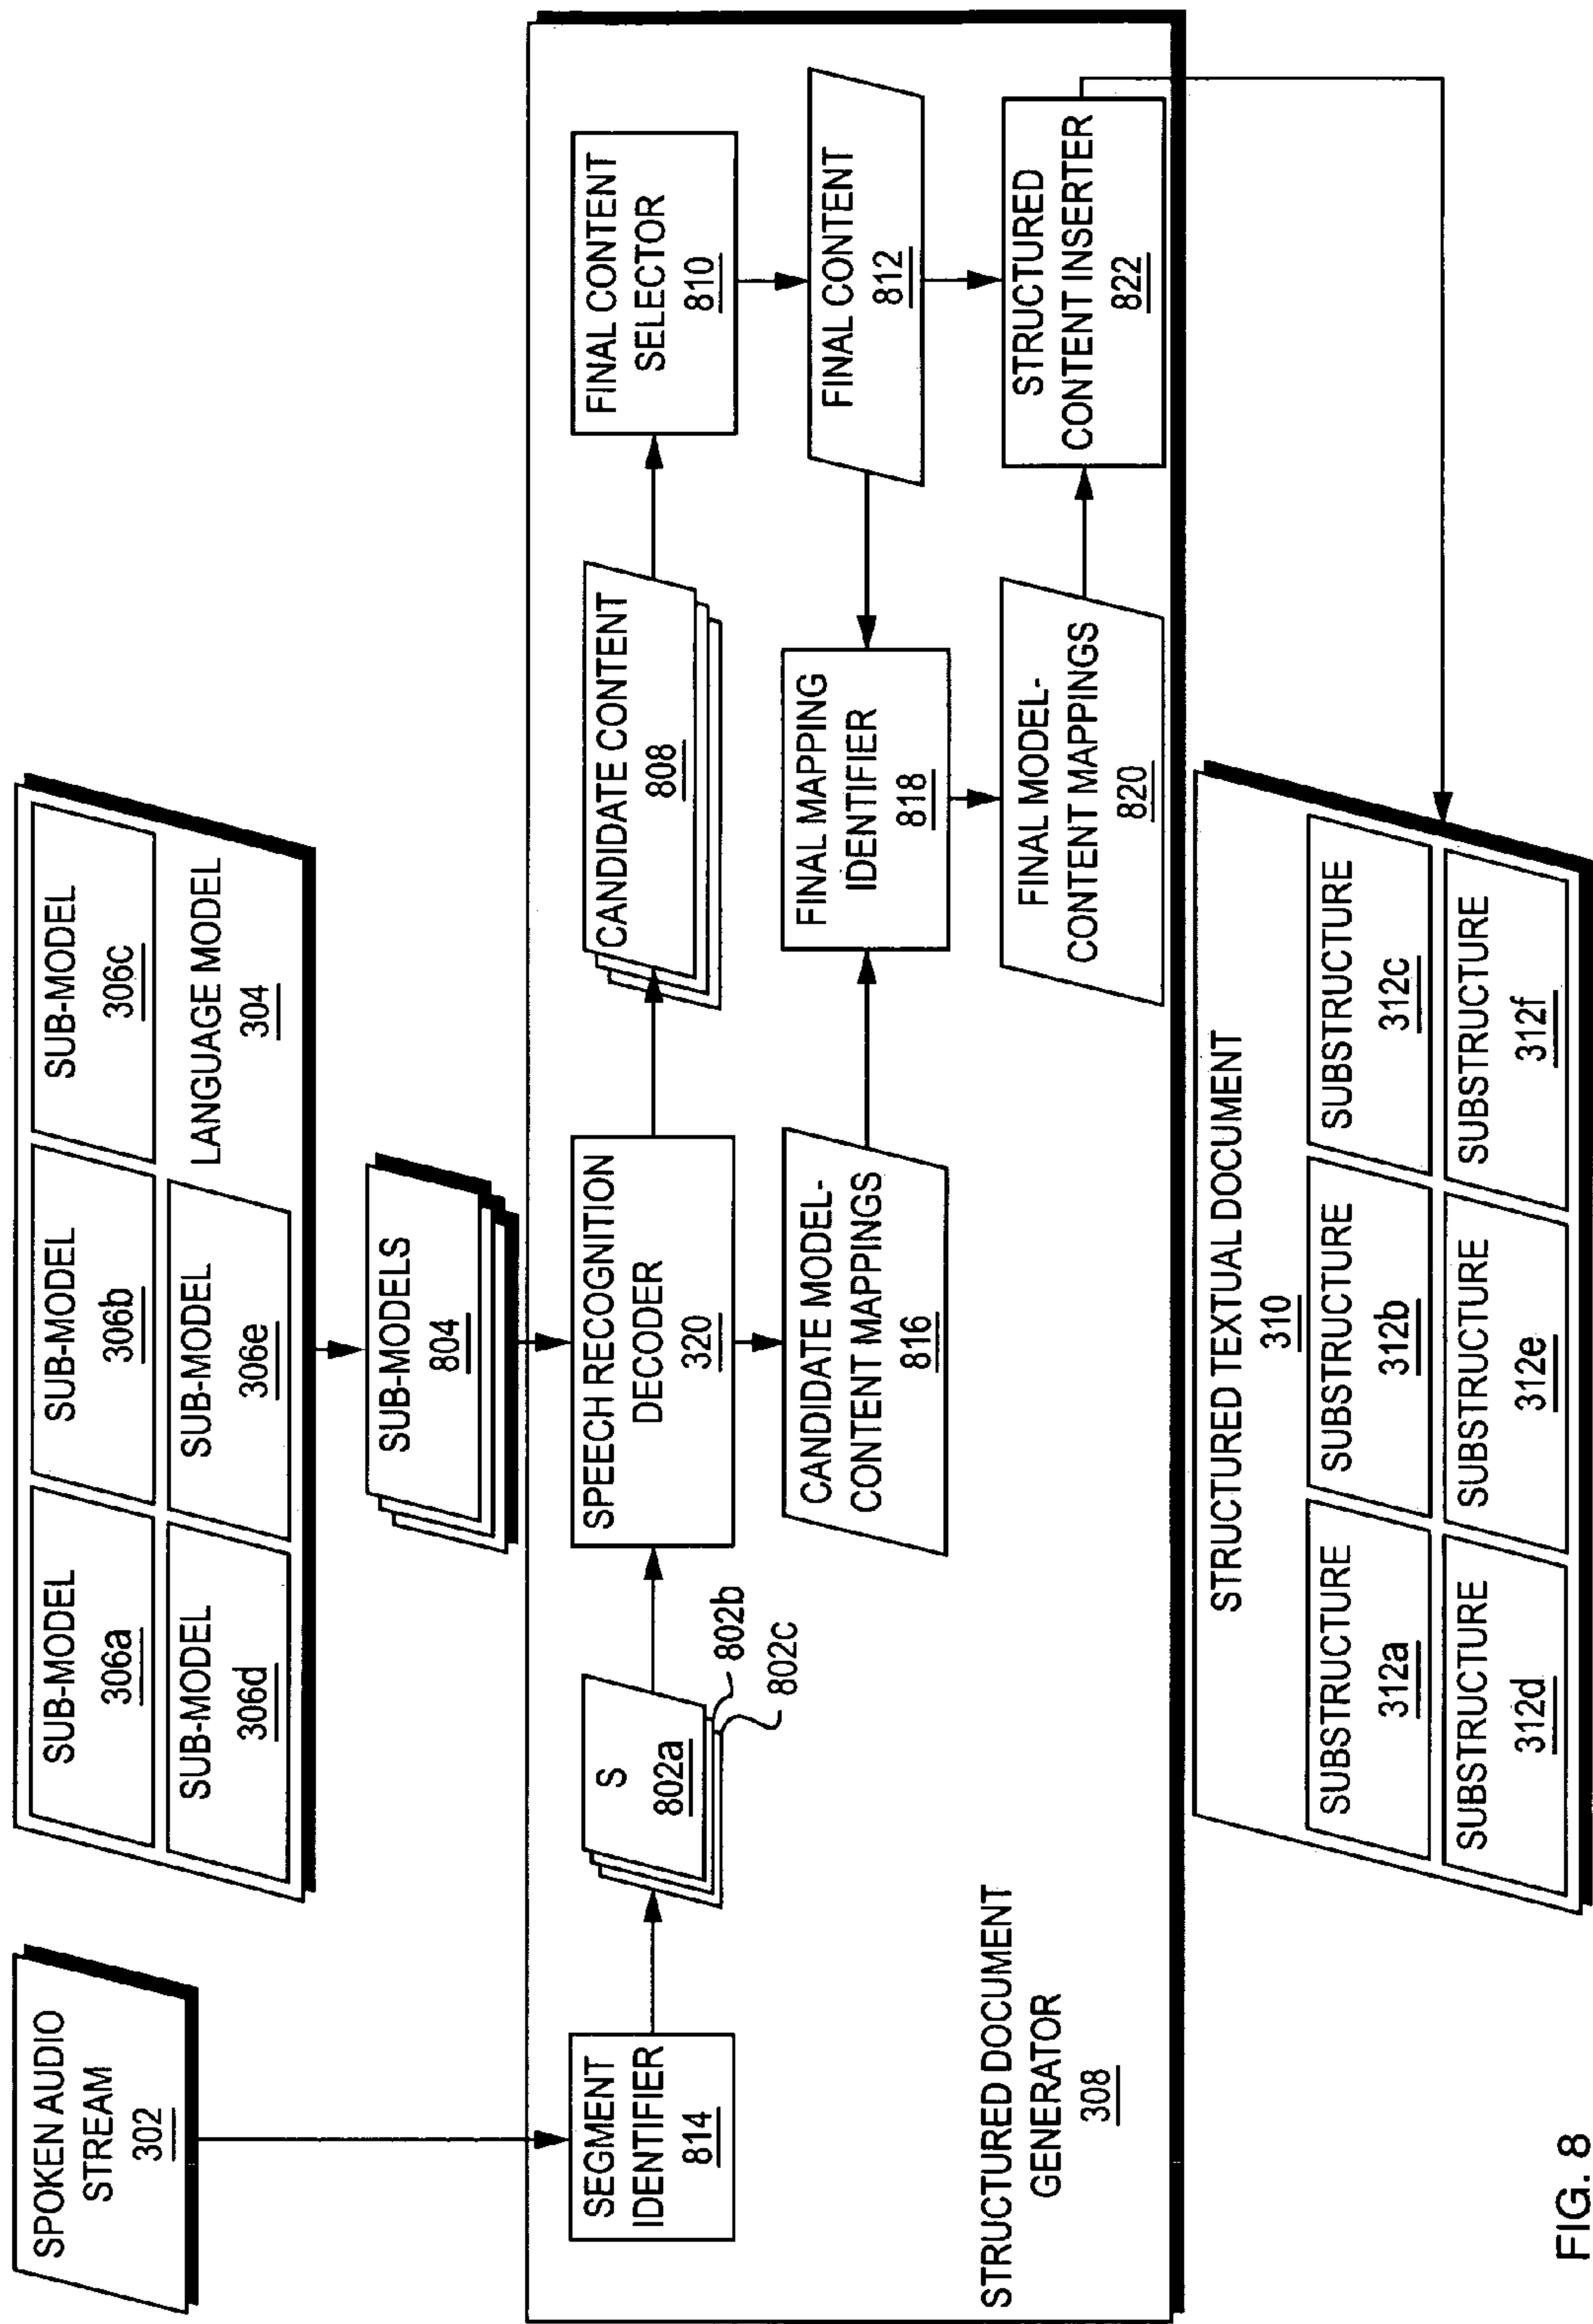 SPOKEN AUDIO
STREAM
302
SUB-MODEL
306a
SUB-MODEL
306b
SUB-MODEL
306c
SUB-MODEL
306d
SUB-MODEL
306e
LANGUAGE MODEL
304
SUB-MODELS
804
SEGMENT
IDENTIFIER
814
S
802a
802b
802c
SPEECH RECOGNITION
DECODER
320
CANDIDATE CONTENT
808
FINAL CONTENT
SELECTOR
810
CANDIDATE MODEL-
CONTENT MAPPINGS
816
FINAL MAPPING
IDENTIFIER
818
FINAL CONTENT
812
FINAL MODEL-
CONTENT MAPPINGS
820
STRUCTURED
CONTENT INSERTER
822
STRUCTURED DOCUMENT
GENERATOR
308
STRUCTURED TEXTUAL DOCUMENT
310
SUBSTRUCTURE
312a
SUBSTRUCTURE
312b
SUBSTRUCTURE
312c
SUBSTRUCTURE
312d
SUBSTRUCTURE
312e
SUBSTRUCTURE
312f
FIG. 8